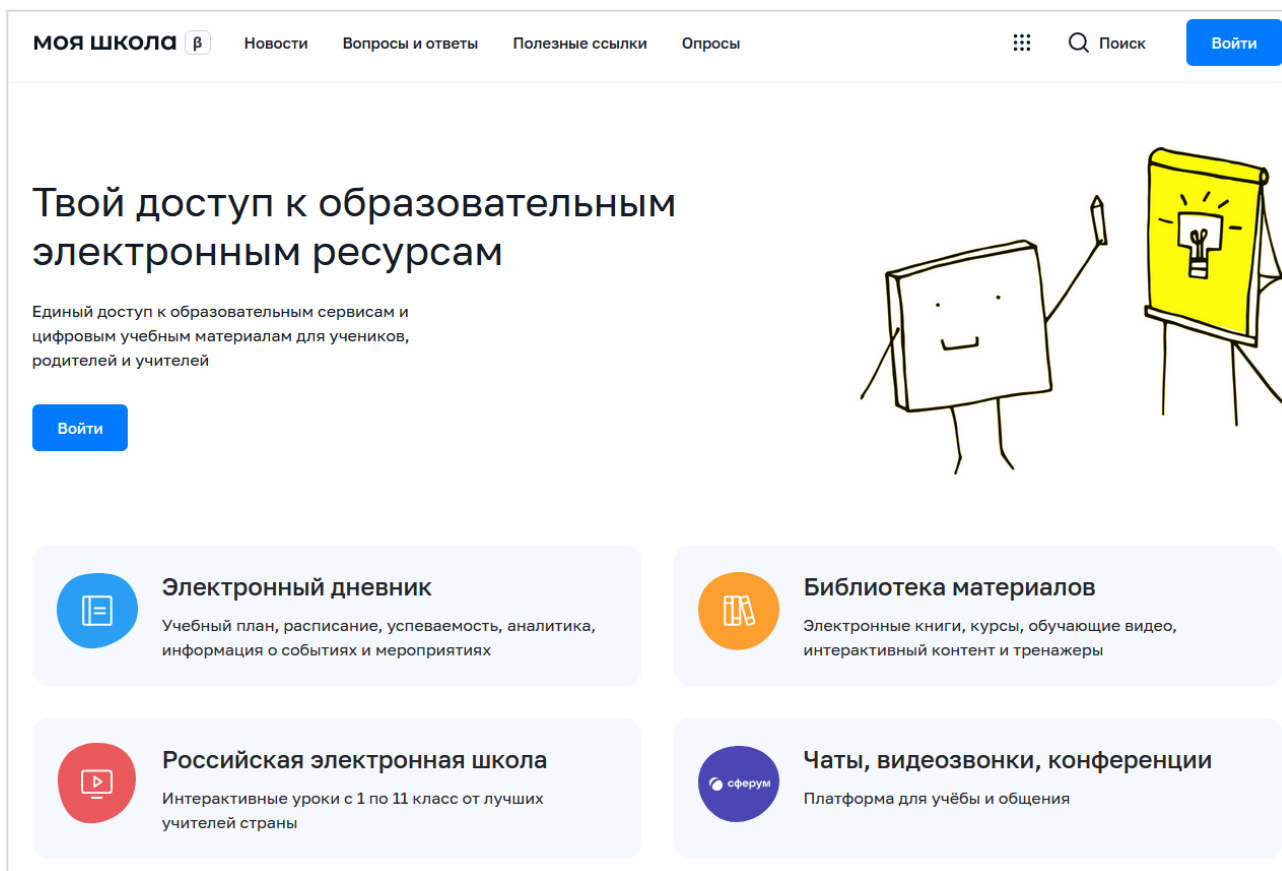 моя школа β Новости Вопросы и ответы Полезные ссылки Опросы Поиск Войти
Твой доступ к образовательным
электронным ресурсам
Единый доступ к образовательным сервисам и
цифровым учебным материалам для учеников,
родителей и учителей
Войти
Электронный дневник
Учебный план, расписание, успеваемость, аналитика,
информация о событиях и мероприятиях
Библиотека материалов
Электронные книги, курсы, обучающие видео,
интерактивный контент и тренажеры
Российская электронная школа
Интерактивные уроки с 1 по 11 класс от лучших
учителей страны
сферум
Чаты, видеозвонки, конференции
Платформа для учёбы и общения